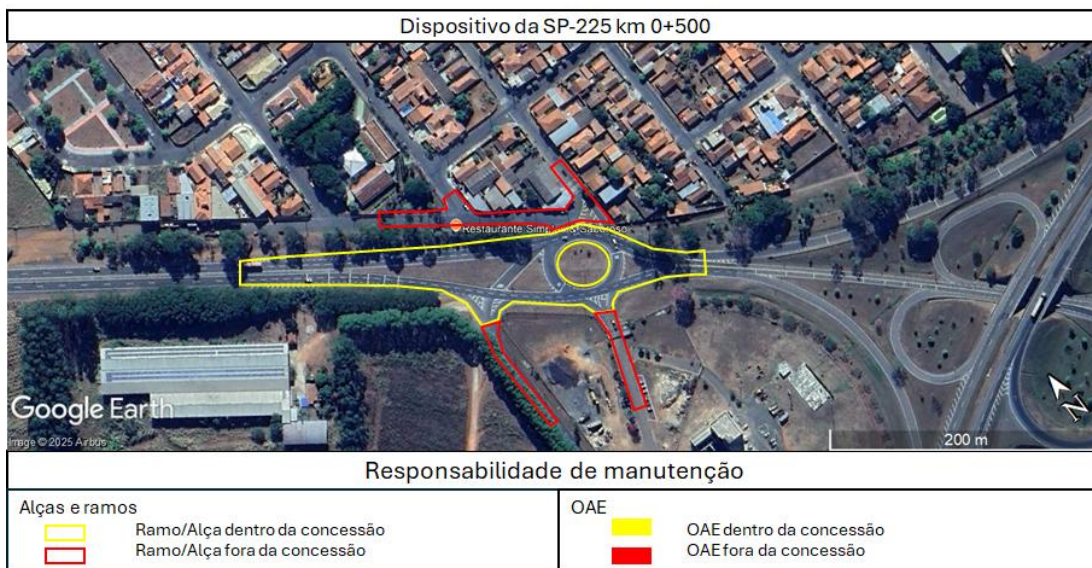 Dispositivo da SP-225 km 0+500
Restaurante Simples & Saboroso
Google Earth
Image © 2025 Airbus
N
200 m
Responsabilidade de manutenção
Alças e ramos
Ramo/Alça dentro da concessão
Ramo/Alça fora da concessão
OAE
OAE dentro da concessão
OAE fora da concessão